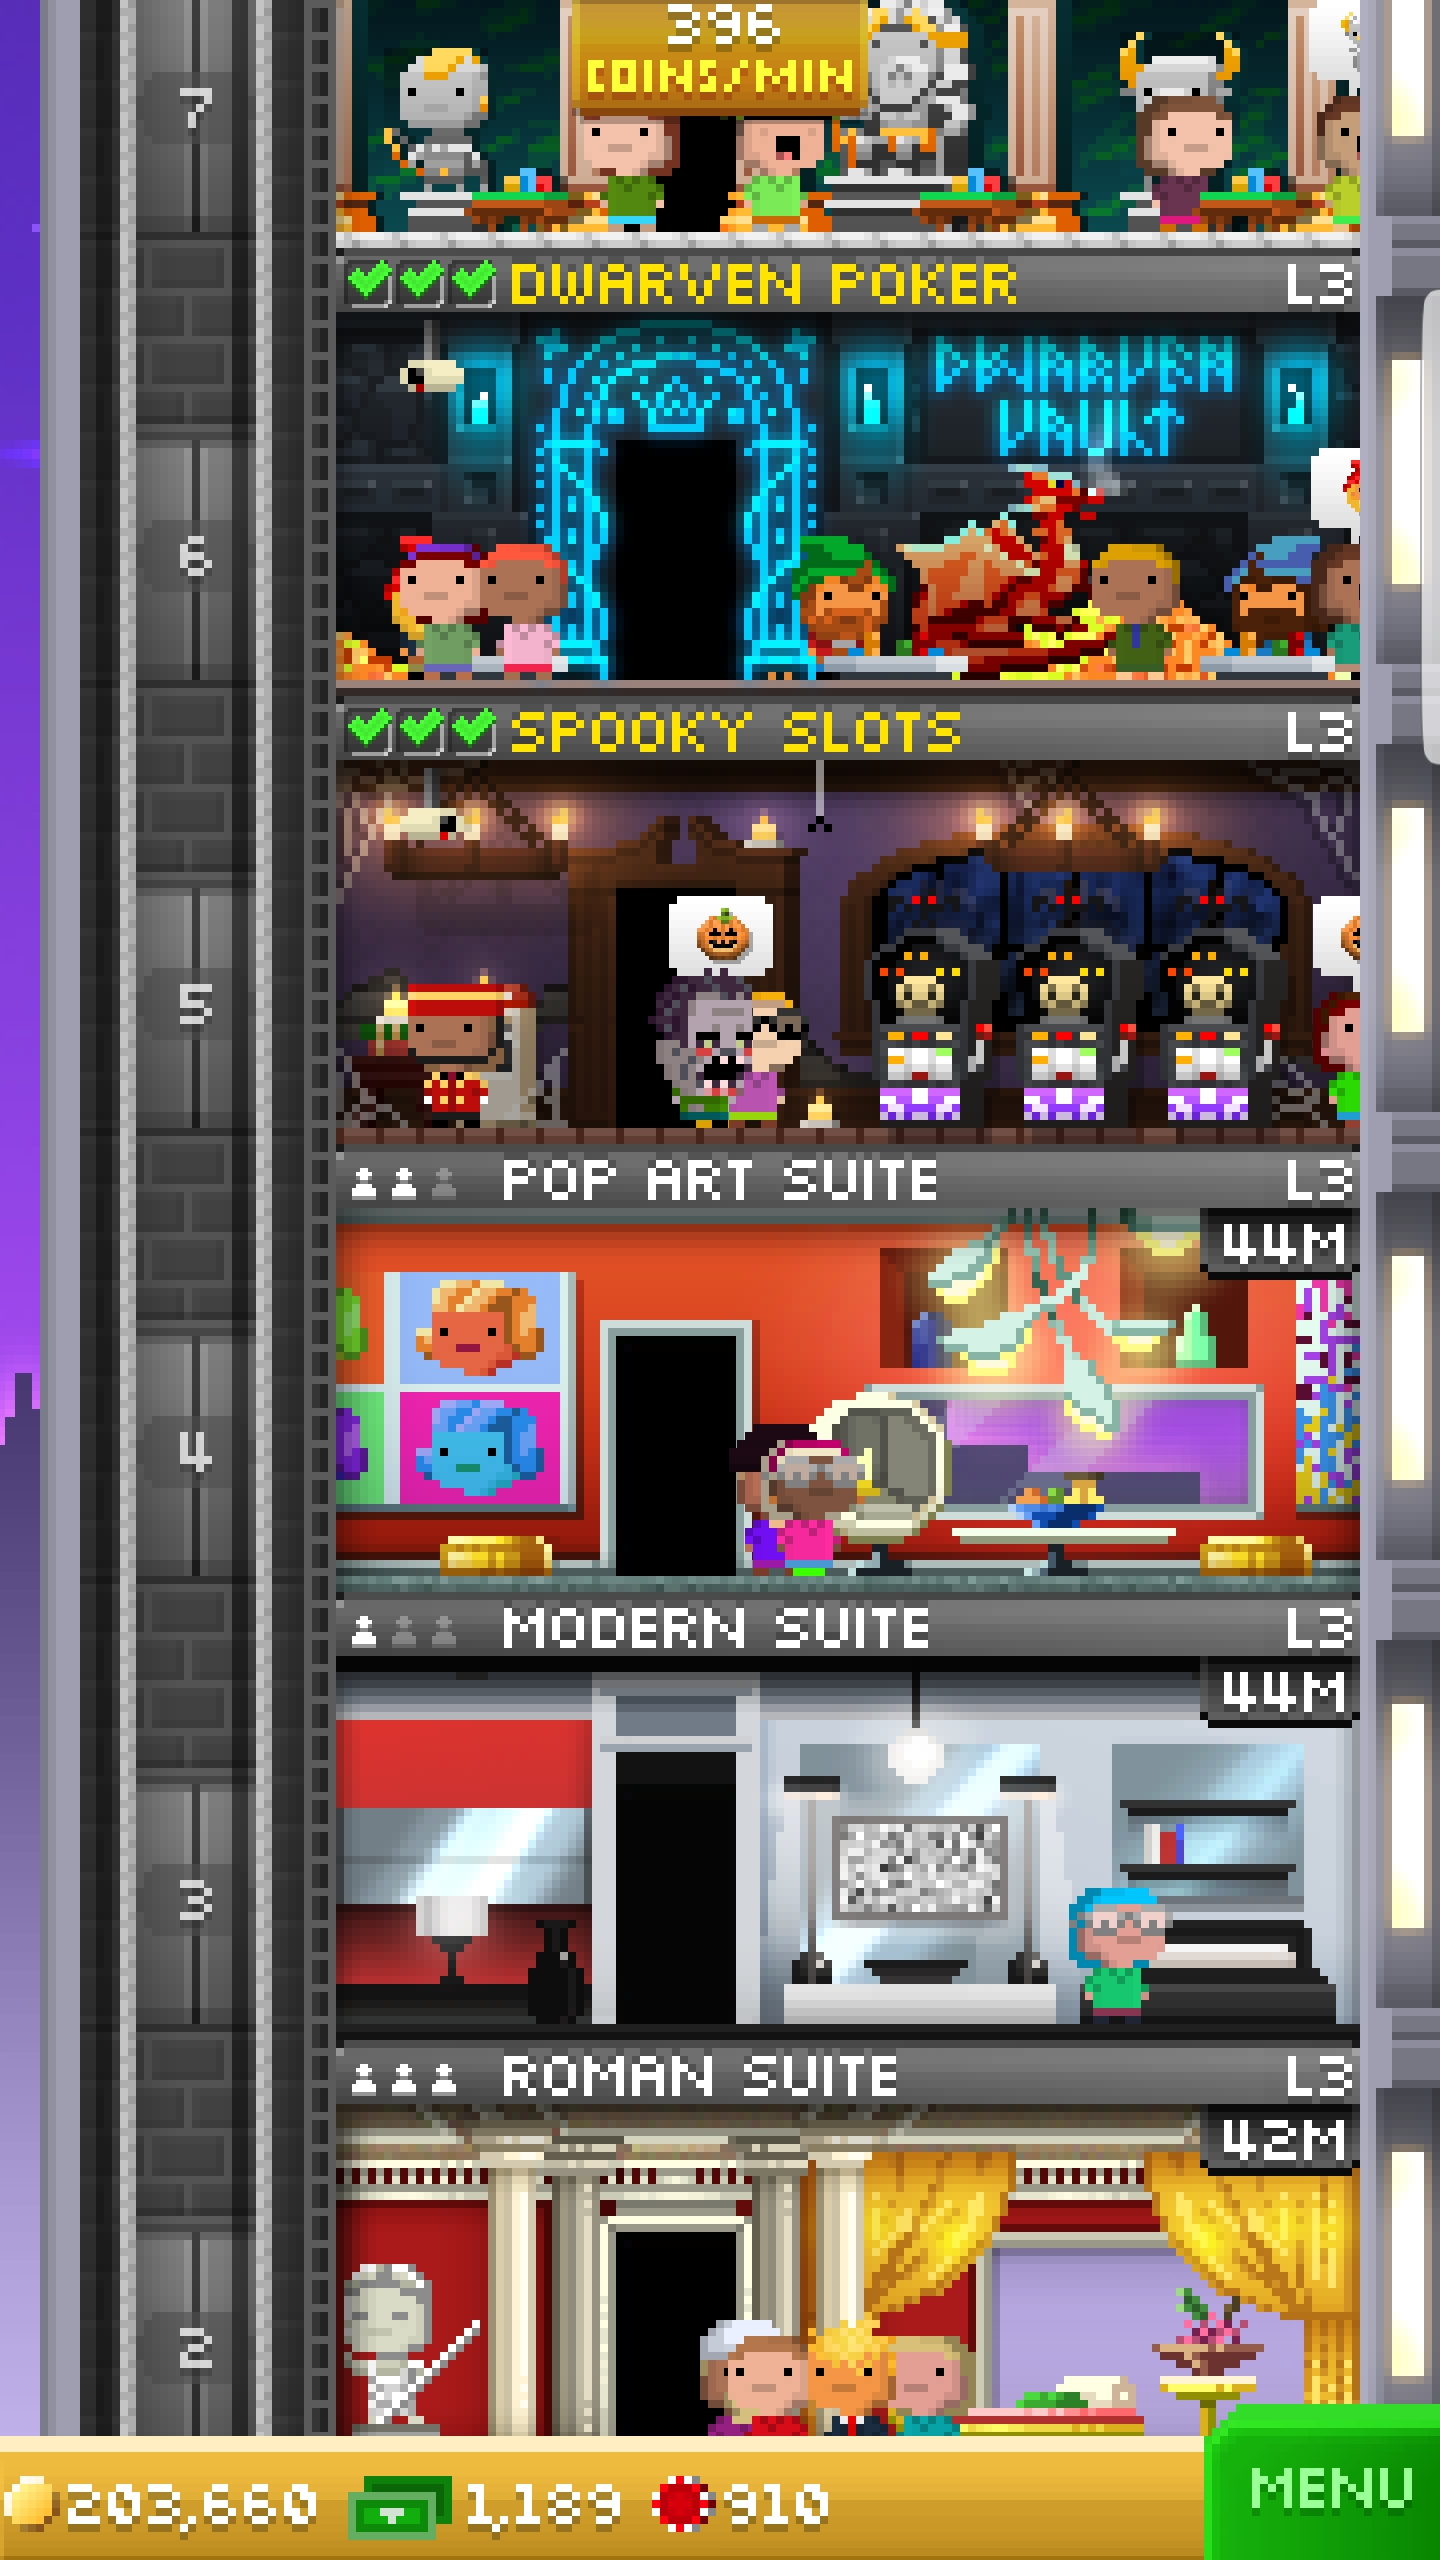 396
COINS/MIN
7
DWARVEN POKER L3
DWARVEN
VAULT
6
SPOOKY SLOTS L3
5
POP ART SUITE L3
44M
4
MODERN SUITE L3
44M
3
ROMAN SUITE L3
42M
2
203,660 1,189 910
MENU